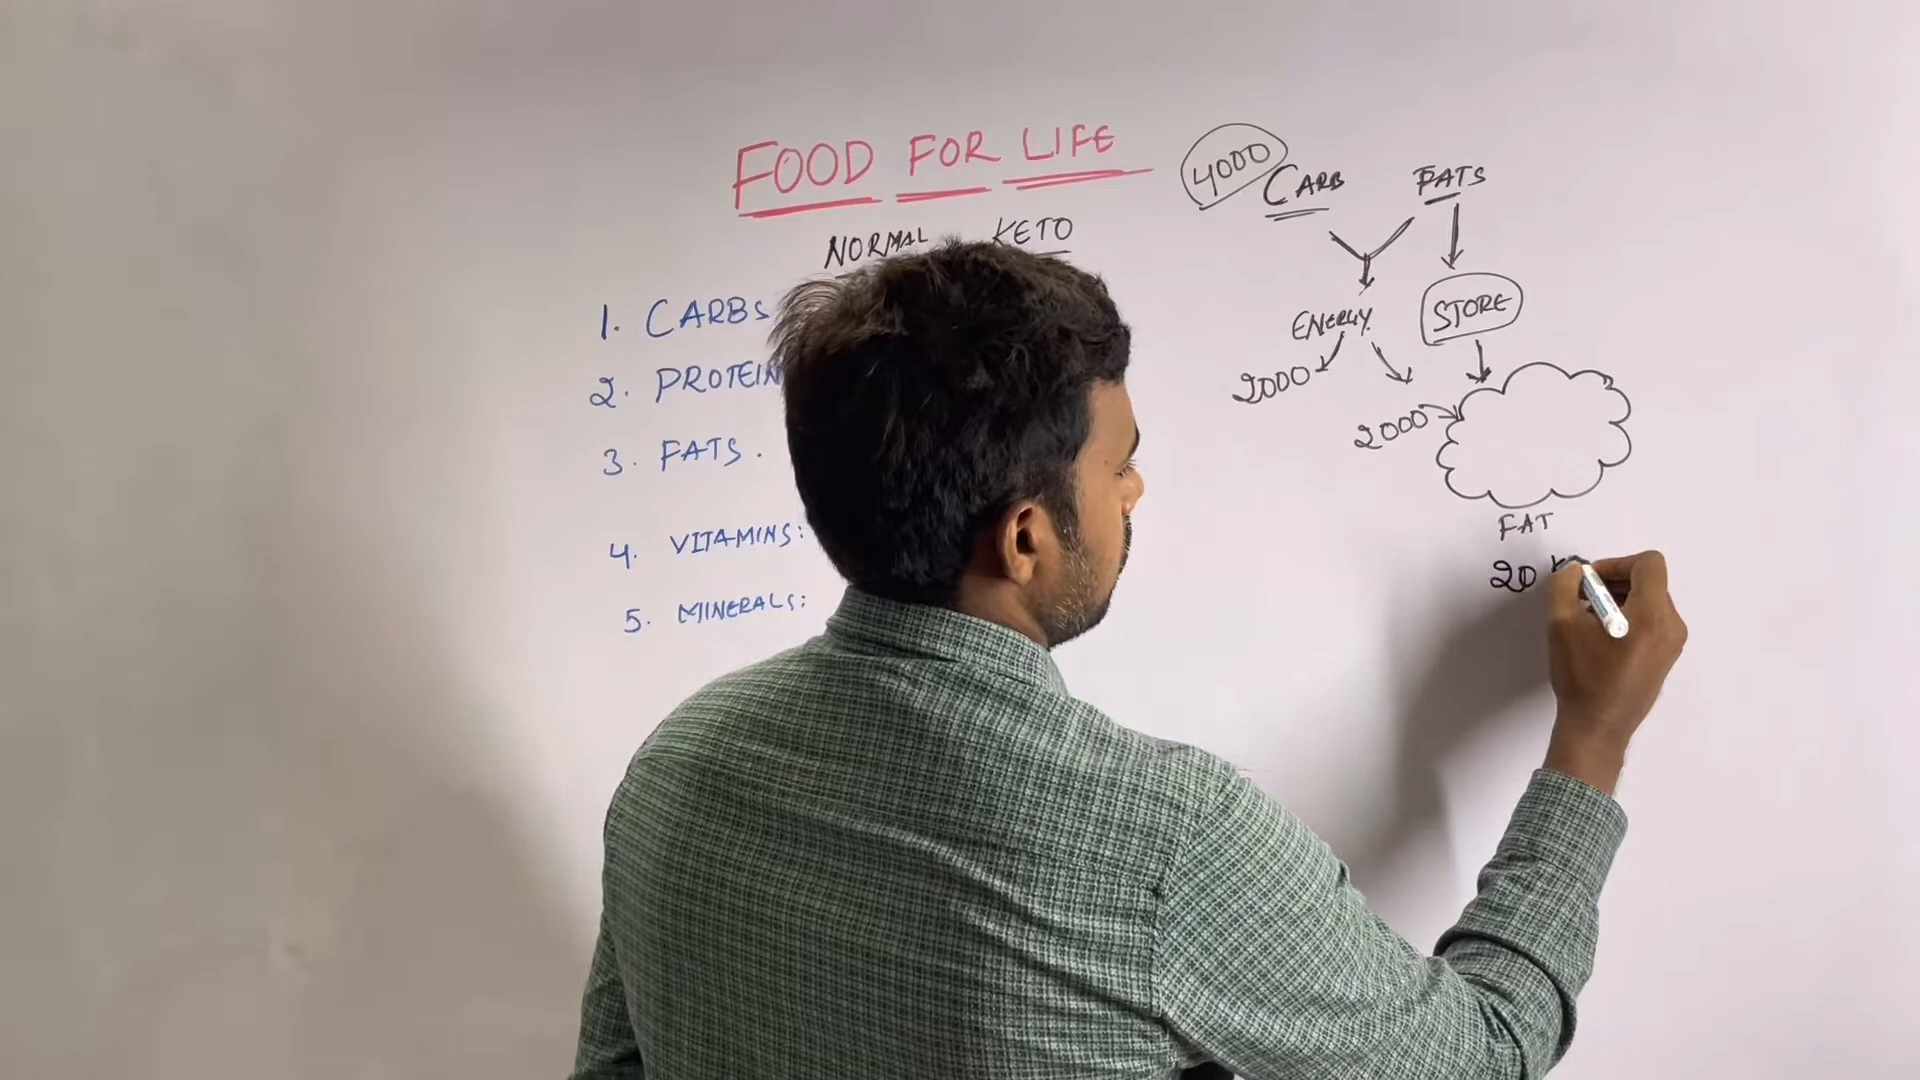 FOOD FOR LIFE
NORMAL KETO
1. CARBS
2. PROTEIN
3. FATS.
4. VITAMINS:
5. MINERALS:
4000 CARB FATS
ENERGY STORE
2000
2000
FAT
20